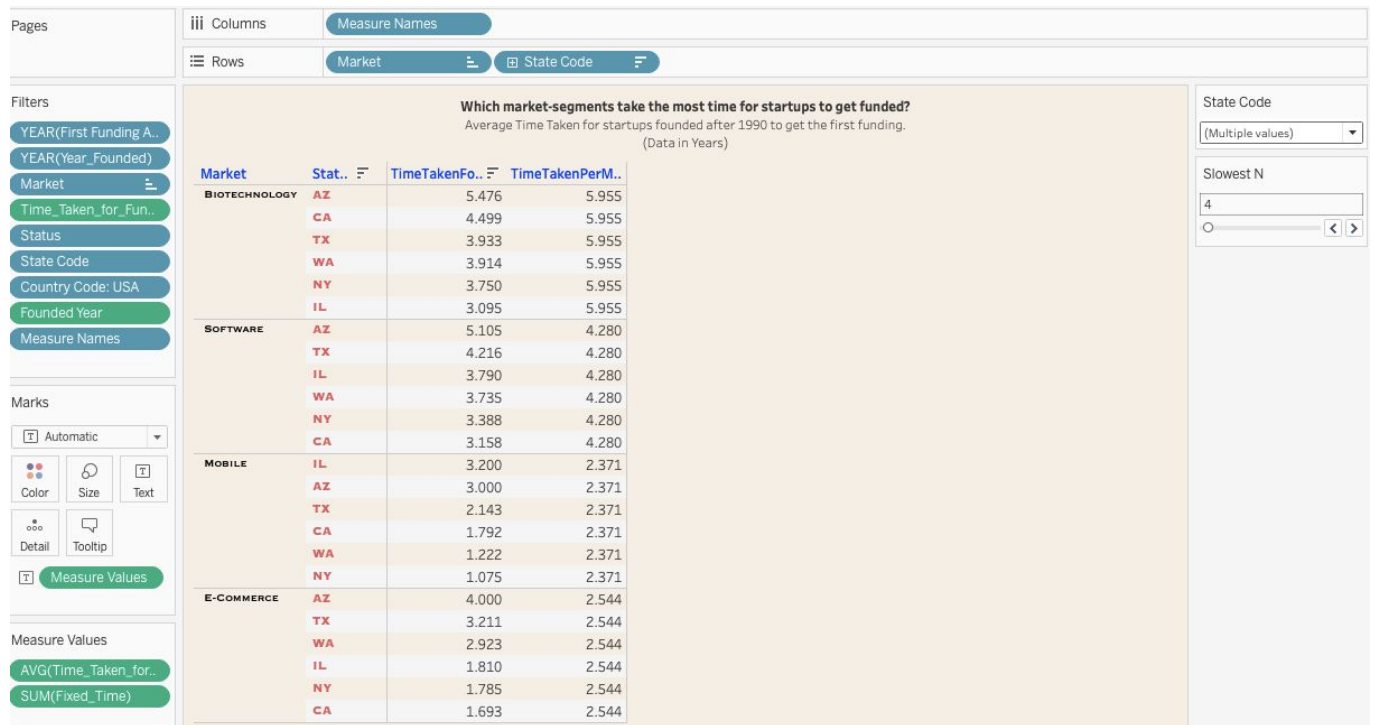 Pages
Columns Measure Names
Rows Market State Code
Filters
YEAR(First Funding A..
YEAR(Year_Founded)
Market
Time_Taken_for_Fun..
Status
State Code
Country Code: USA
Founded Year
Measure Names
Marks
Automatic
Color Size Text
Detail Tooltip
Measure Values
Measure Values
AVG(Time_Taken_for..
SUM(Fixed_Time)
Which market-segments take the most time for startups to get funded?
Average Time Taken for startups founded after 1990 to get the first funding.
(Data in Years)
Market Stat.. TimeTakenFo.. TimeTakenPerM..
BIOTECHNOLOGY AZ 5.476 5.955
CA 4.499 5.955
TX 3.933 5.955
WA 3.914 5.955
NY 3.750 5.955
IL 3.095 5.955
SOFTWARE AZ 5.105 4.280
TX 4.216 4.280
IL 3.790 4.280
WA 3.735 4.280
NY 3.388 4.280
CA 3.158 4.280
MOBILE IL 3.200 2.371
AZ 3.000 2.371
TX 2.143 2.371
CA 1.792 2.371
WA 1.222 2.371
NY 1.075 2.371
E-COMMERCE AZ 4.000 2.544
TX 3.211 2.544
WA 2.923 2.544
IL 1.810 2.544
NY 1.785 2.544
CA 1.693 2.544
State Code
(Multiple values)
Slowest N
4